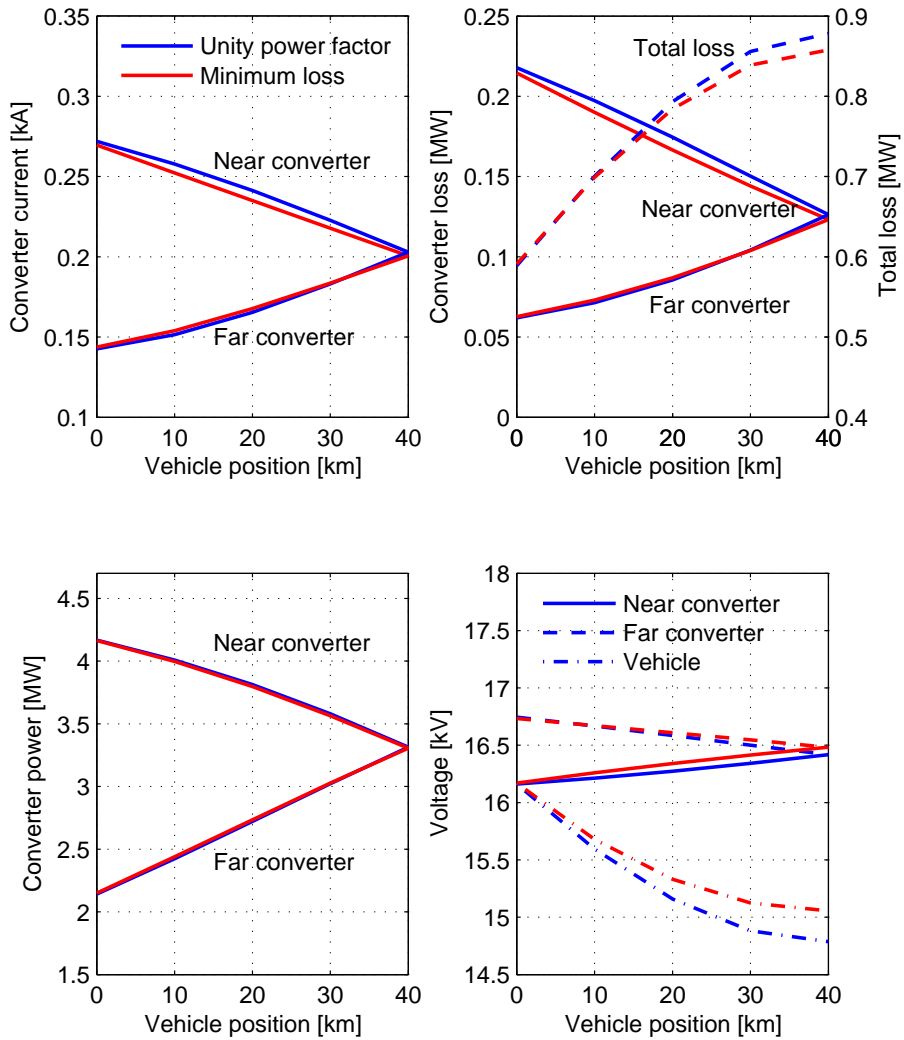 Unity power factor
Minimum loss
Near converter
Far converter
0.35
0.3
0.25
0.2
0.15
0.1
Converter current [kA]
0 10 20 30 40
Vehicle position [km]
Total loss
Near converter
Far converter
0.25
0.2
0.15
0.1
0.05
0
Converter loss [MW]
0.9
0.8
0.7
0.6
0.5
0.4
Total loss [MW]
0 10 20 30 40
Vehicle position [km]
Near converter
Far converter
4.5
4
3.5
3
2.5
2
1.5
Converter power [MW]
0 10 20 30 40
Vehicle position [km]
Near converter
Far converter
Vehicle
18
17.5
17
16.5
16
15.5
15
14.5
Voltage [kV]
0 10 20 30 40
Vehicle position [km]